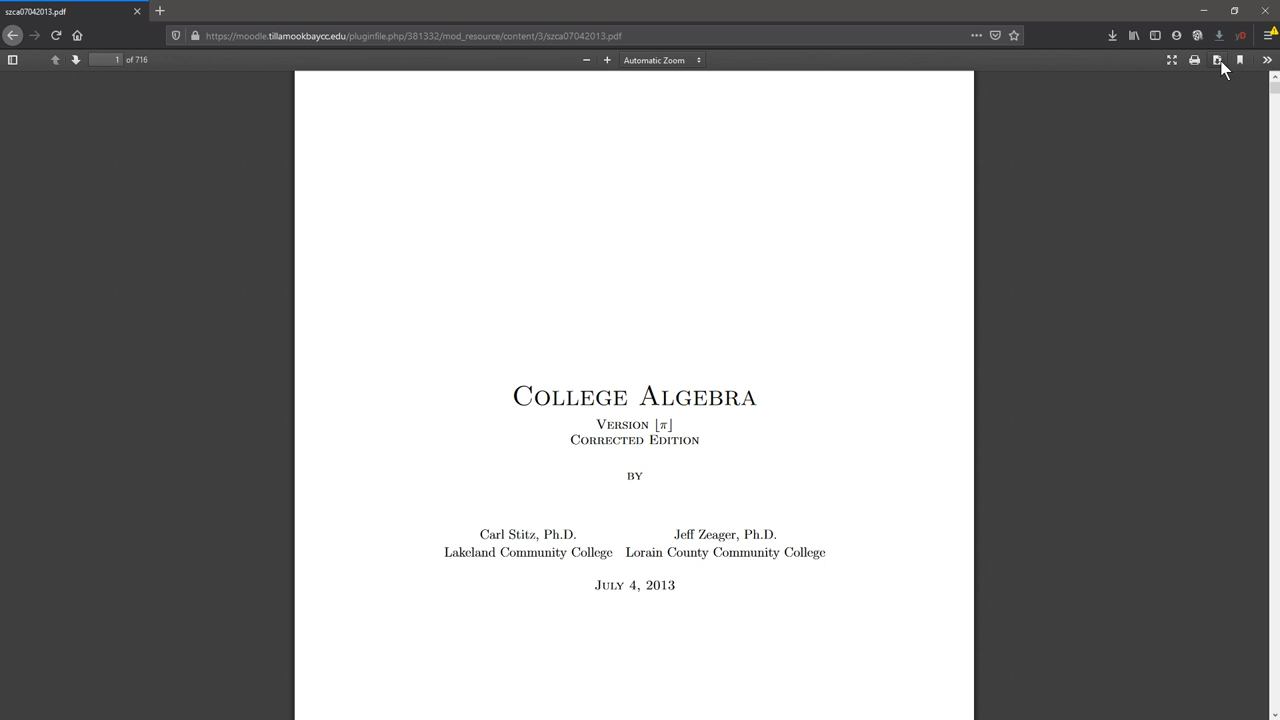 szca07042013.pdf
https://moodle.tillamookbaycc.edu/pluginfile.php/381332/mod_resource/content/3/szca07042013.pdf
yD
1 of 716
Automatic Zoom
College Algebra
Version ⌊π⌋
Corrected Edition
by
Carl Stitz, Ph.D. Jeff Zeager, Ph.D.
Lakeland Community College Lorain County Community College
July 4, 2013